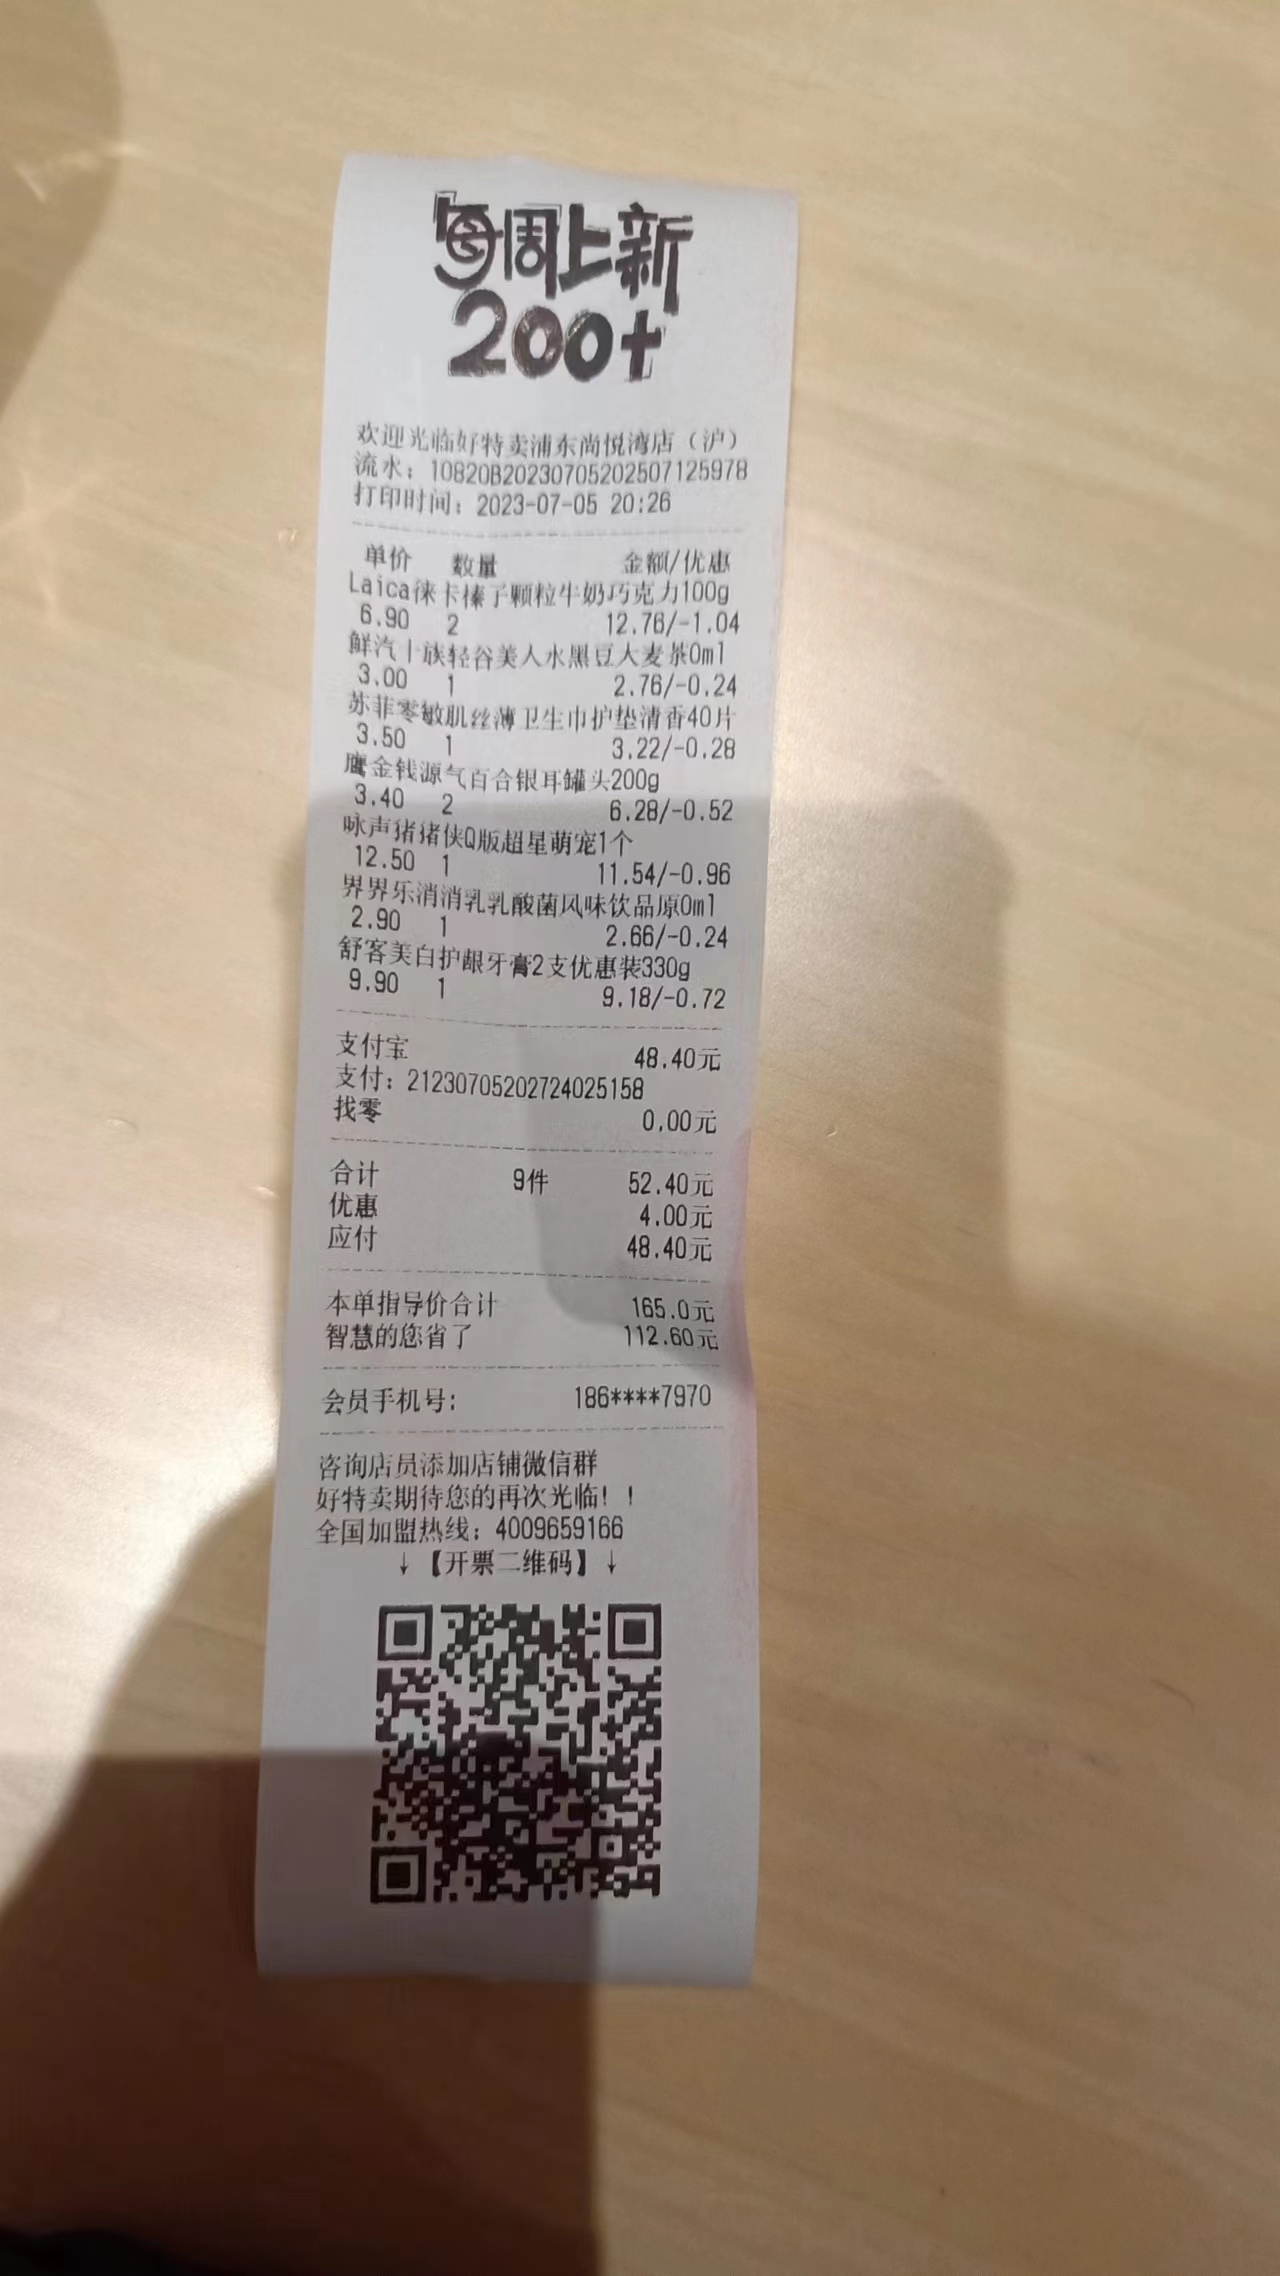 每周上新
200+
欢迎光临好特卖浦东尚悦湾店（沪）
流水：10820B20230705202507125978
打印时间：2023-07-05 20:26
单价 数量 金额/优惠
Laica徕卡榛子颗粒牛奶巧克力100g
6.90 2 12.76/-1.04
鲜汽十族轻谷美人水黑豆大麦茶0ml
3.00 1 2.76/-0.24
苏菲零敏肌丝薄卫生巾护垫清香40片
3.50 1 3.22/-0.28
鹰金钱源气百合银耳罐头200g
3.40 2 6.28/-0.52
咏声猪猪侠Q版超星萌宠1个
12.50 1 11.54/-0.96
界界乐消消乳乳酸菌风味饮品原0ml
2.90 1 2.66/-0.24
舒客美白护龈牙膏2支优惠装330g
9.90 1 9.18/-0.72
支付宝 48.40元
支付：21230705202724025158
找零 0.00元
合计 9件 52.40元
优惠 4.00元
应付 48.40元
本单指导价合计 165.0元
智慧的您省了 112.60元
会员手机号: 186****7970
咨询店员添加店铺微信群
好特卖期待您的再次光临！！
全国加盟热线：4009659166
↓【开票二维码】↓